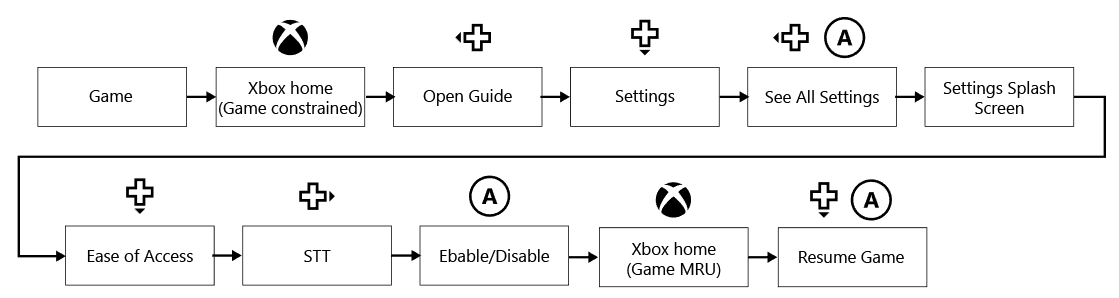 A
Game
Xbox home
(Game constrained)
Open Guide
Settings
See All Settings
Settings Splash
Screen
A
A
Ease of Access
STT
Ebable/Disable
Xbox home
(Game MRU)
Resume Game